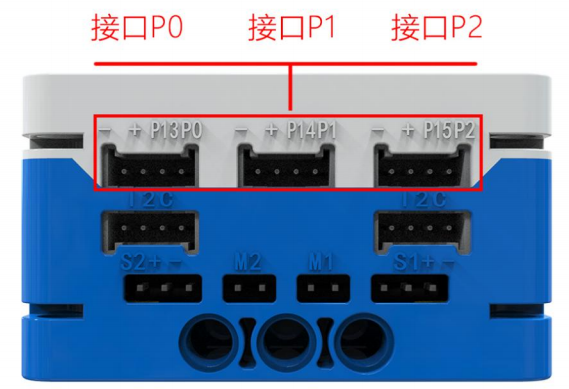 接口P0 接口P1 接口P2
- + P13P0 - + P14P1 - + P15P2
I2C I2C
S2+- M2 M1 S1+-